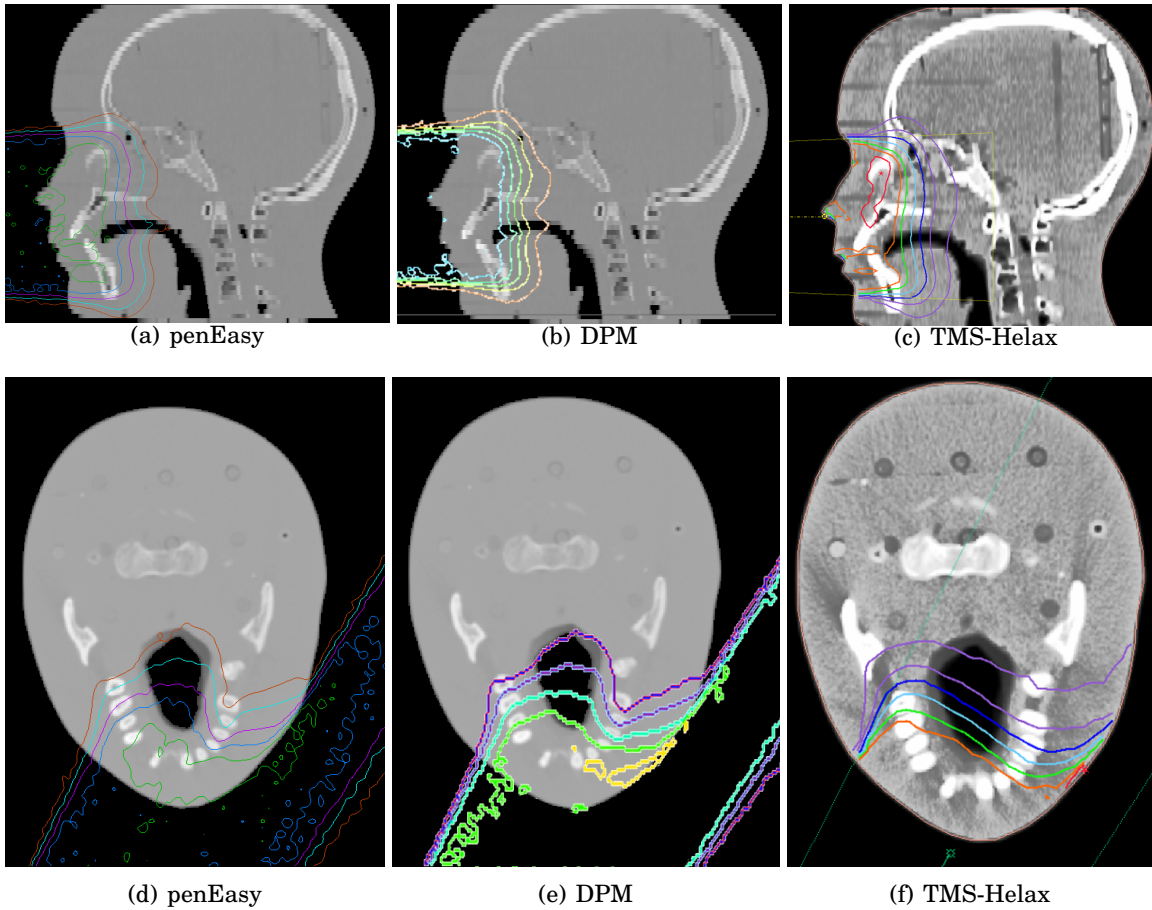 (a) penEasy
(b) DPM
(c) TMS-Helax
(d) penEasy
(e) DPM
(f) TMS-Helax